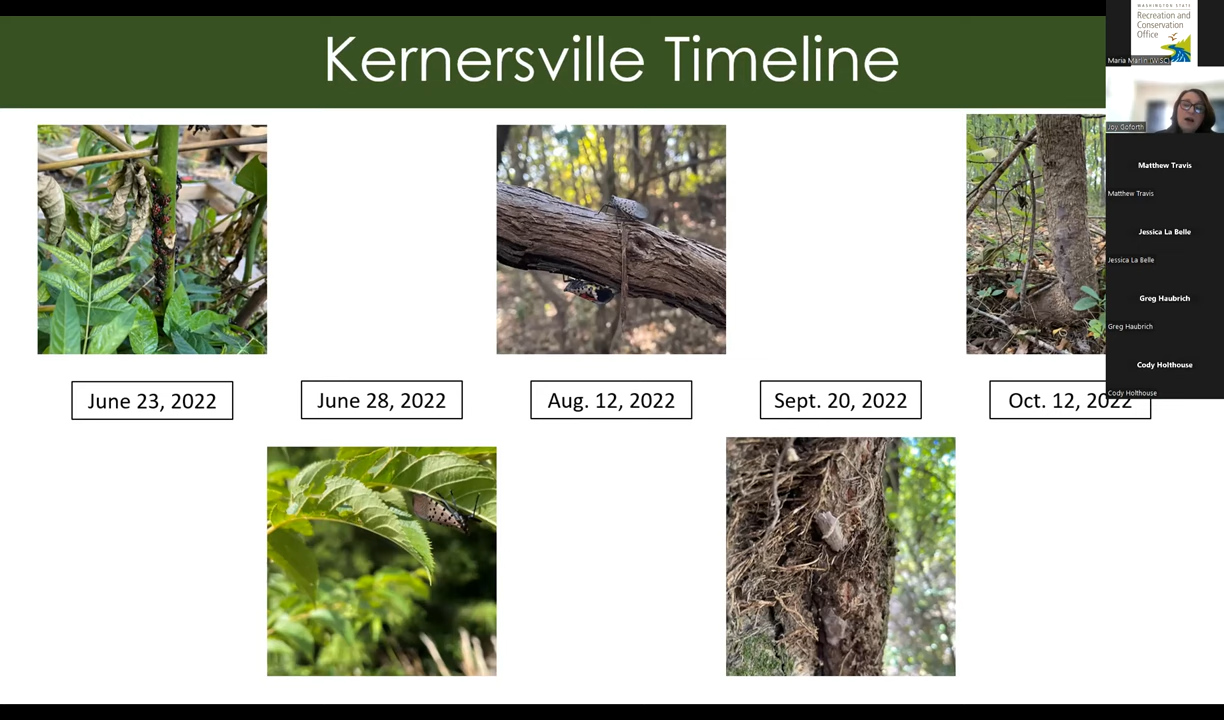 Kernersville Timeline
June 23, 2022
June 28, 2022
Aug. 12, 2022
Sept. 20, 2022
Oct. 12, 2022
WASHINGTON STATE
Recreation and
Conservation
Office
Maria Marlin (WISC)
Joy Goforth
Matthew Travis
Matthew Travis
Jessica La Belle
Jessica La Belle
Greg Haubrich
Greg Haubrich
Cody Holthouse
Cody Holthouse